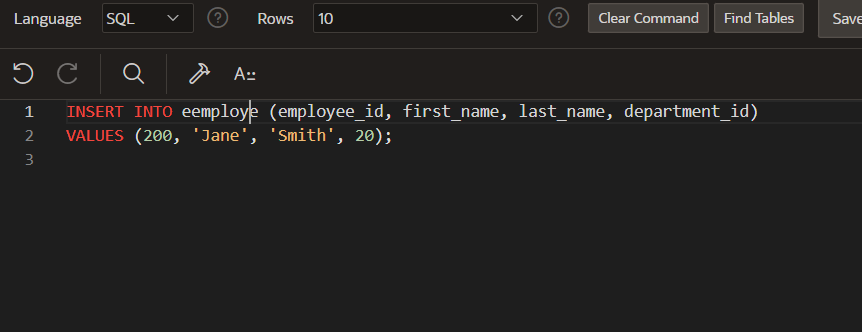 Language SQL Rows 10 Clear Command Find Tables Save
A::
1 INSERT INTO eemploye (employee_id, first_name, last_name, department_id)
2 VALUES (200, 'Jane', 'Smith', 20);
3